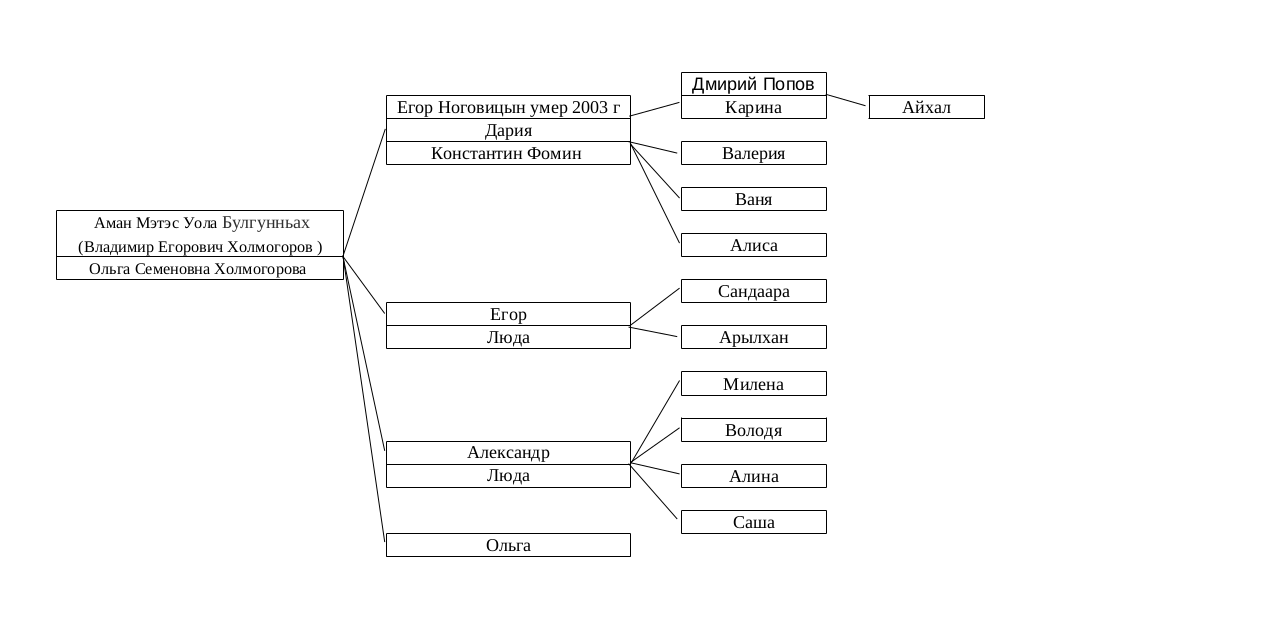 Аман Мэтэс Уола Булгунньах
(Владимир Егорович Холмогоров )
Ольга Семеновна Холмогорова
Егор Ноговицын умер 2003 г
Дария
Константин Фомин
Дмирий Попов
Карина
Айхал
Валерия
Ваня
Алиса
Егор
Люда
Сандаара
Арылхан
Александр
Люда
Милена
Володя
Алина
Саша
Ольга